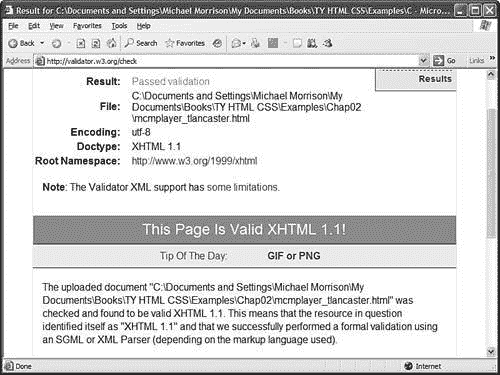 Result for C:\Documents and Settings\Michael Morrison\My Documents\Books\TY HTML CSS\Examples\C - Micro...
File Edit View Favorites Tools Help
Back Search Favorites
Address http://validator.w3.org/check Go Links »
Results
Result: Passed validation
File: C:\Documents and Settings\Michael Morrison\My
Documents\Books\TY HTML CSS\Examples\Chap02
\mcmplayer_tlancaster.html
Encoding: utf-8
Doctype: XHTML 1.1
Root Namespace: http://www.w3.org/1999/xhtml
Note: The Validator XML support has some limitations.
This Page Is Valid XHTML 1.1!
Tip Of The Day: GIF or PNG
The uploaded document "C:\Documents and Settings\Michael Morrison\My
Documents\Books\TY HTML CSS\Examples\Chap02\mcmplayer_tlancaster.html" was
checked and found to be valid XHTML 1.1. This means that the resource in question
identified itself as "XHTML 1.1" and that we successfully performed a formal validation using
an SGML or XML Parser (depending on the markup language used).
Done Internet